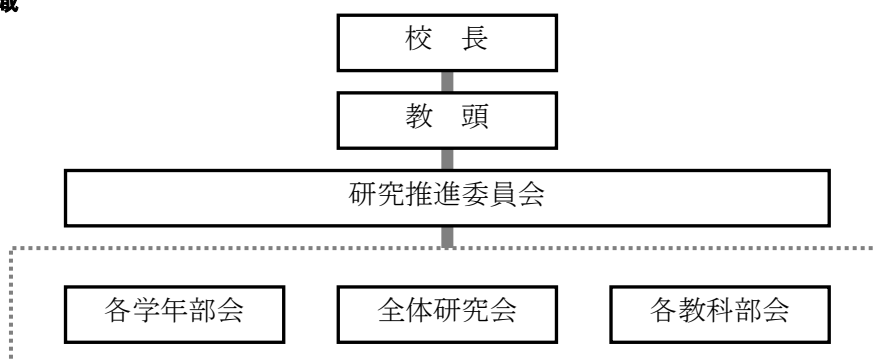 校　長
教　頭
研究推進委員会
各学年部会　全体研究会　各教科部会